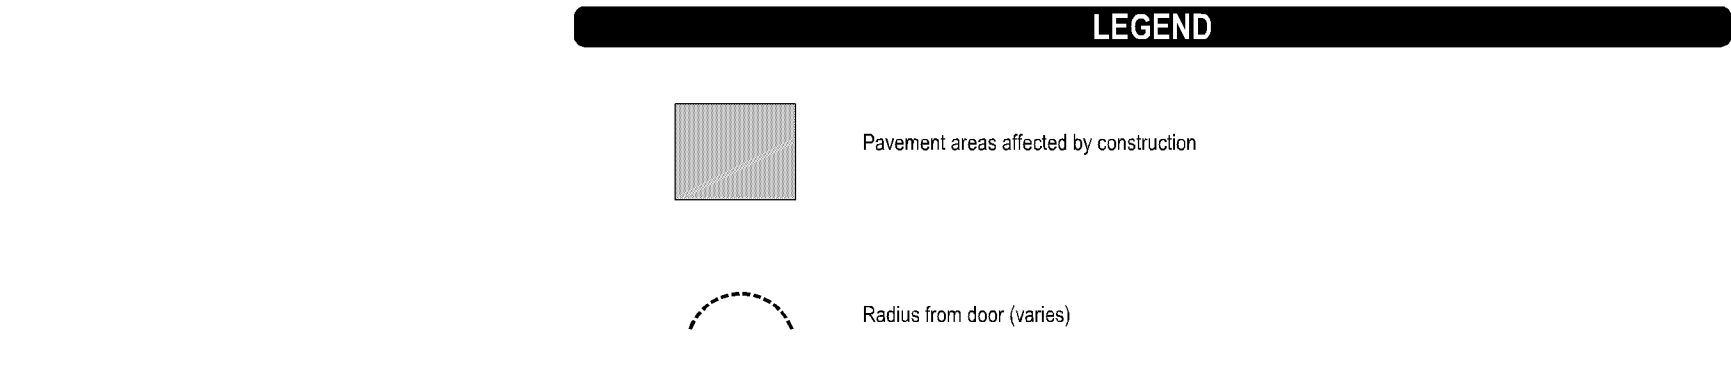 LEGEND
Pavement areas affected by construction
Radius from door (varies)